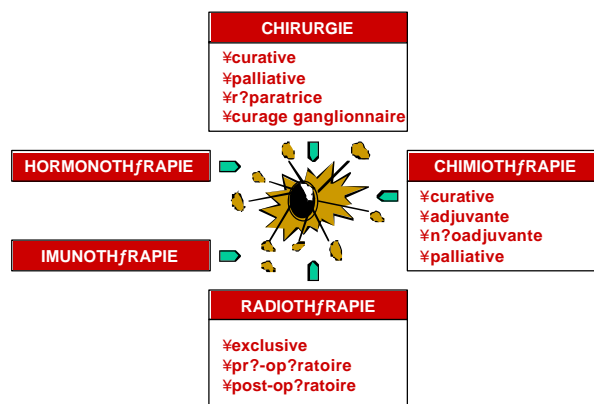 CHIRURGIE
¥curative
¥palliative
¥r?paratrice
¥curage ganglionnaire
HORMONOTHƒRAPIE
CHIMIOTHƒRAPIE
¥curative
¥adjuvante
¥n?oadjuvante
¥palliative
IMUNOTHƒRAPIE
RADIOTHƒRAPIE
¥exclusive
¥pr?-op?ratoire
¥post-op?ratoire